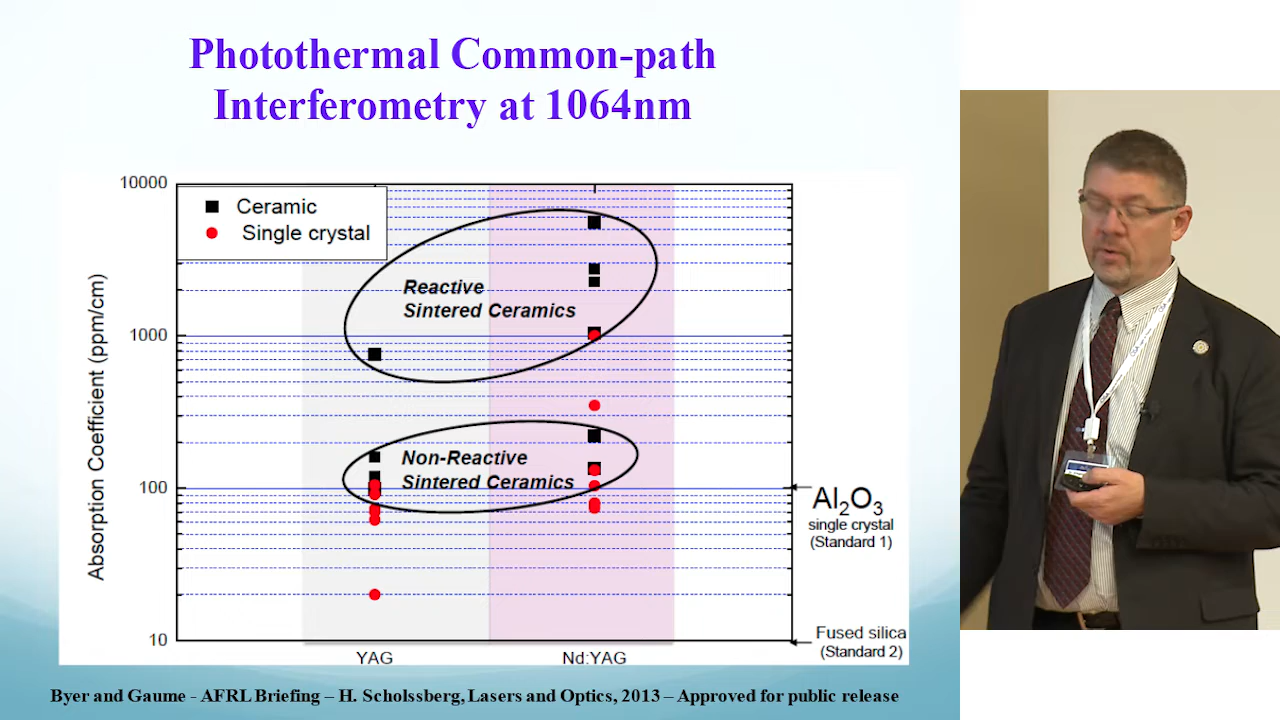 Photothermal Common-path
Interferometry at 1064nm
Ceramic
Single crystal
10000
1000
100
10
Absorption Coefficient (ppm/cm)
Reactive
Sintered Ceramics
Non-Reactive
Sintered Ceramics
Al2O3
single crystal
(Standard 1)
Fused silica
(Standard 2)
YAG
Nd:YAG
Byer and Gaume - AFRL Briefing – H. Scholssberg, Lasers and Optics, 2013 – Approved for public release